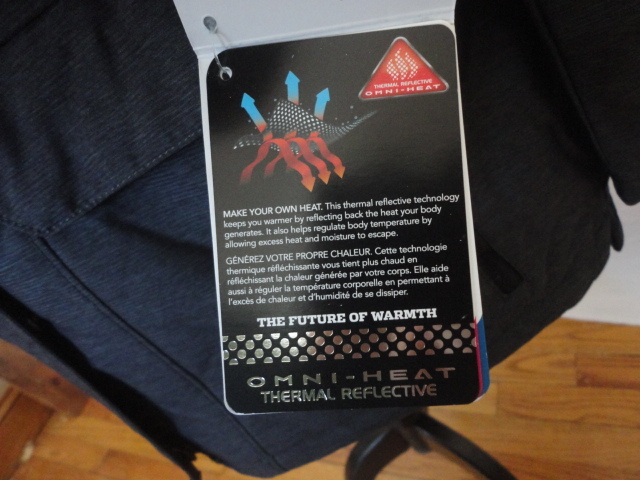 THERMAL REFLECTIVE
OMNI-HEAT
MAKE YOUR OWN HEAT. This thermal reflective technology
keeps you warmer by reflecting back the heat your body
generates. It also helps regulate body temperature by
allowing excess heat and moisture to escape.
GÉNÉREZ VOTRE PROPRE CHALEUR. Cette technologie
thermique réfléchissante vous tient plus chaud en
réfléchissant la chaleur générée par votre corps. Elle aide
aussi à réguler la température corporelle en permettant à
l'excès de chaleur et d'humidité de se dissiper.
THE FUTURE OF WARMTH
OMNI-HEAT
THERMAL REFLECTIVE